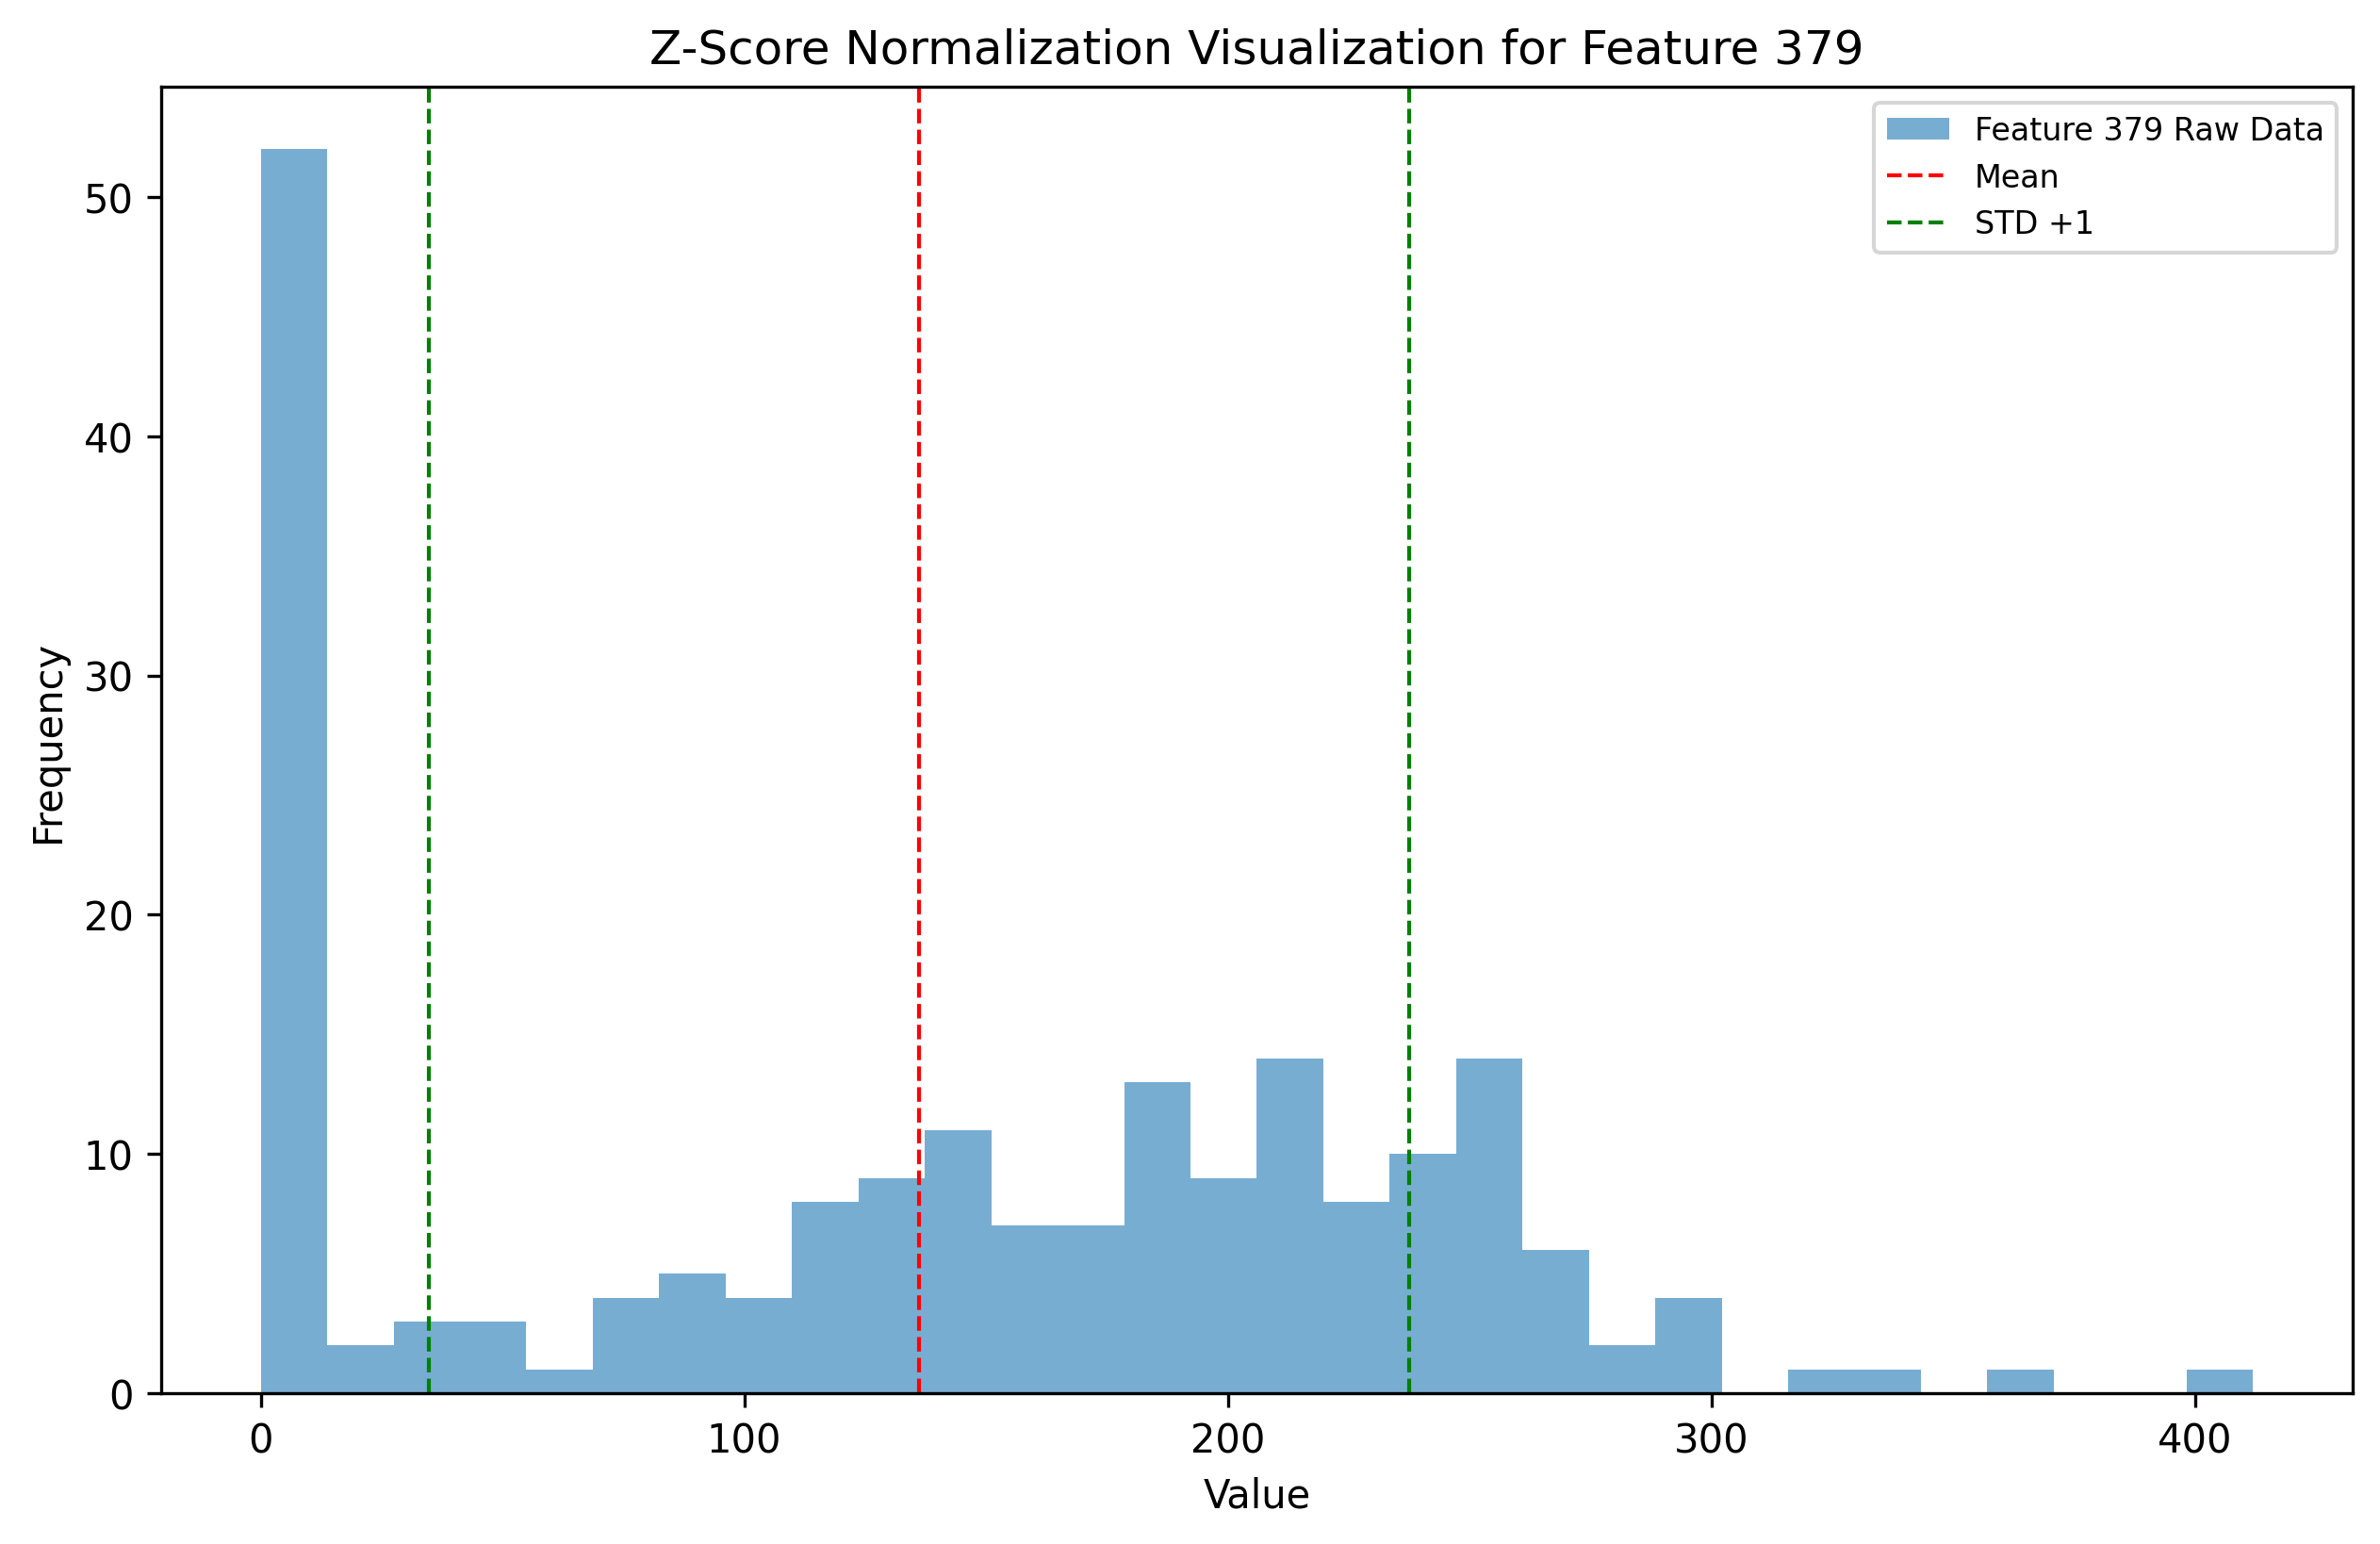 Z-Score Normalization Visualization for Feature 379
Feature 379 Raw Data
Mean
STD +1
Frequency
50
40
30
20
10
0
0 100 200 300 400
Value